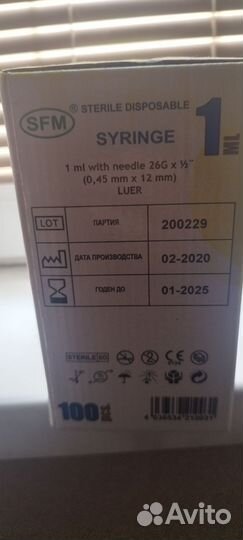 SFM
® STERILE DISPOSABLE
SYRINGE
1 ML
1 ml with needle 26G x ½"
(0,45 mm x 12 mm)
LUER
LOT ПАРТИЯ 200229
ДАТА ПРОИЗВОДСТВА 02-2020
ГОДЕН ДО 01-2025
STERILE EO
100 pcs.
Avito